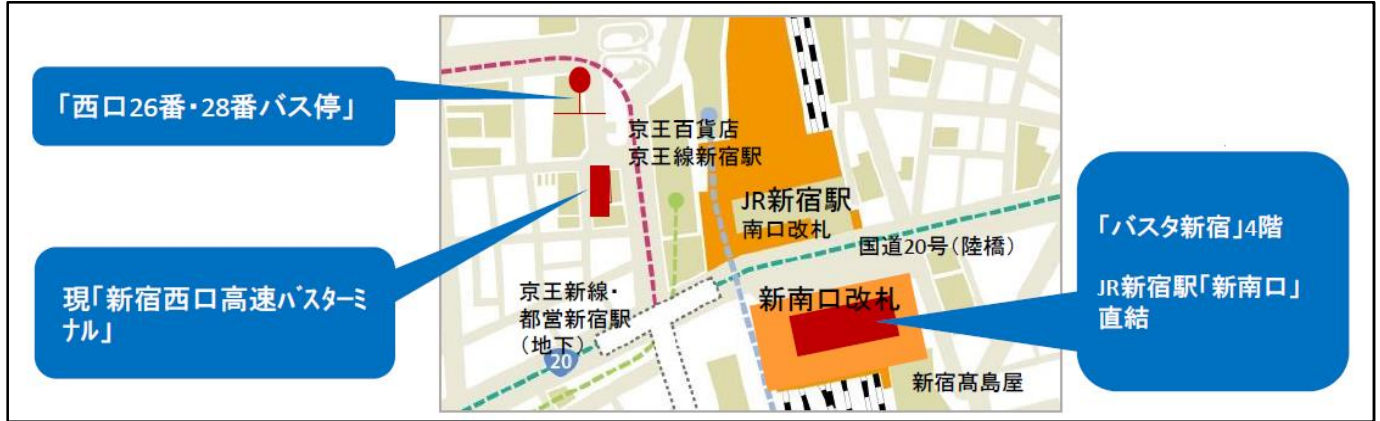 「西口26番・28番バス停」
現「新宿西口高速ﾊﾞｽﾀｰﾐ
ﾅﾙ」
京王百貨店
京王線新宿駅
JR新宿駅
南口改札
国道20号(陸橋)
京王新線・
都営新宿駅
(地下)
20
新南口改札
新宿髙島屋
「バスタ新宿」4階
JR新宿駅「新南口」
直結